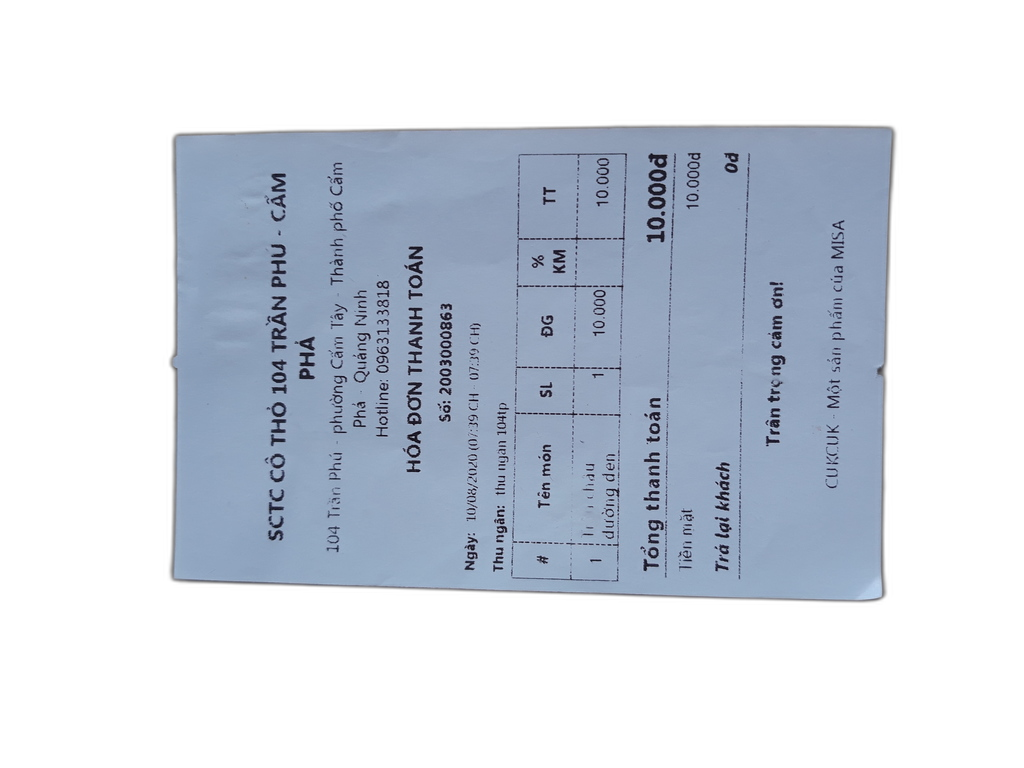 SCTC CÔ THỎ 104 TRẦN PHÚ - CẨM
PHẢ
104 Trần Phú - phường Cẩm Tây - Thành phố Cẩm
Phả - Quảng Ninh
Hotline: 0963133818
HÓA ĐƠN THANH TOÁN
Số: 2003000863
Ngày: 10/08/2020 (07:39 CH - 07:39 CH)
Thu ngân: thu ngan 104tp
# Tên món SL ĐG % KM TT
1 châu 1 10.000 10.000
đường đen
Tổng thanh toán 10.000đ
Tiền mặt 10.000đ
Trả lại khách 0đ
Trân trọng cảm ơn!
CUKCUK - Một sản phẩm của MISA